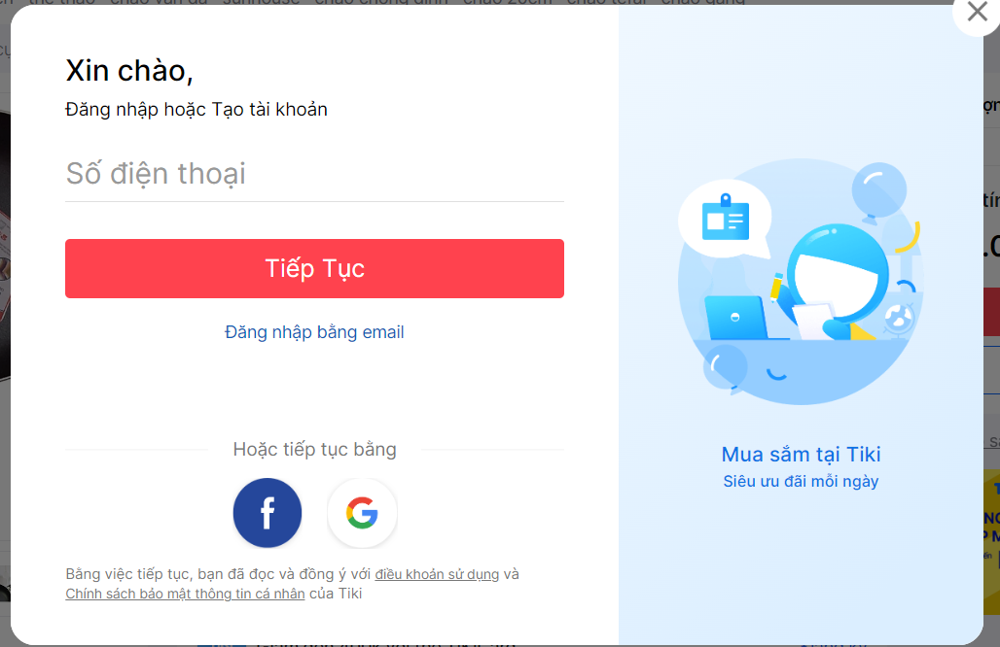 Xin chào,
Đăng nhập hoặc Tạo tài khoản
Số điện thoại
Tiếp Tục
Đăng nhập bằng email
Hoặc tiếp tục bằng
Bằng việc tiếp tục, bạn đã đọc và đồng ý với điều khoản sử dụng và
Chính sách bảo mật thông tin cá nhân của Tiki
Mua sắm tại Tiki
Siêu ưu đãi mỗi ngày